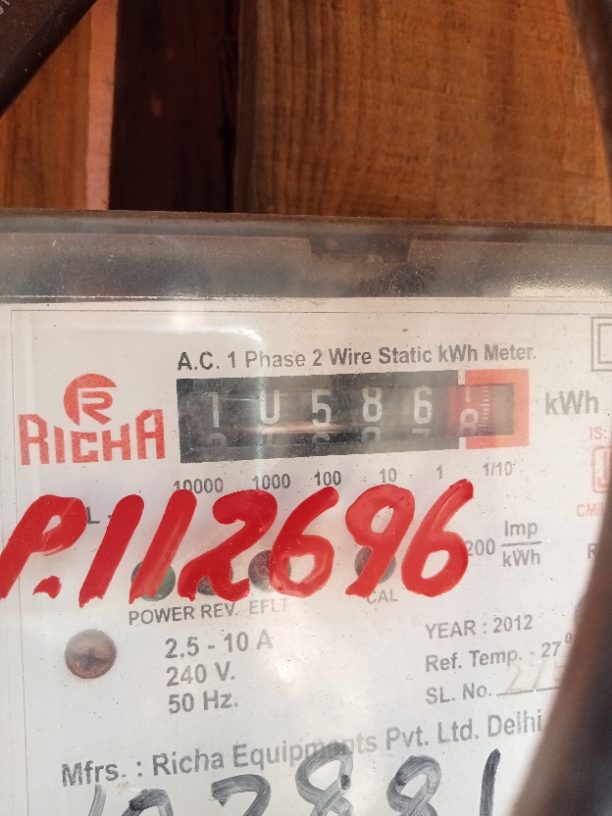 A.C. 1 Phase 2 Wire Static kWh Meter.
R
RICHA
1 0 5 8 6 kWh
10000 1000 100 10 1 1/10
P.112696
Imp
kWh
POWER REV. EFLT CAL
2.5 - 10 A
240 V.
50 Hz.
YEAR : 2012
Ref. Temp. - 27°
SL. No.
Mfrs. : Richa Equipments Pvt. Ltd. Delhi